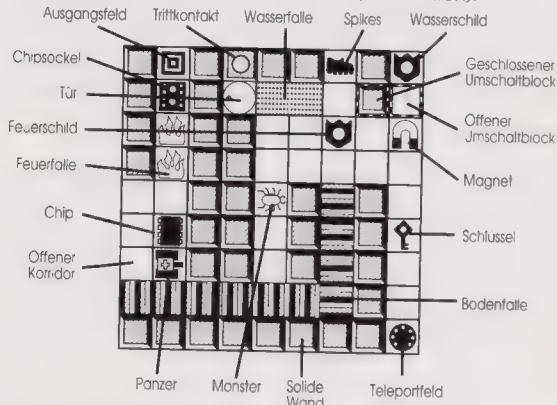 Ausgangsfeld
Trittkontakt
Wasserfalle
Spikes
Wasserschild
Chipsockel
Geschlossener
Umschaltblock
Tür
Offener
Umschaltblock
Feuerschild
Feuerfalle
Magnet
Chip
Schlüssel
Offener
Korridor
Bodenfalle
Panzer
Monster
Solide
Wand
Teleportfeld